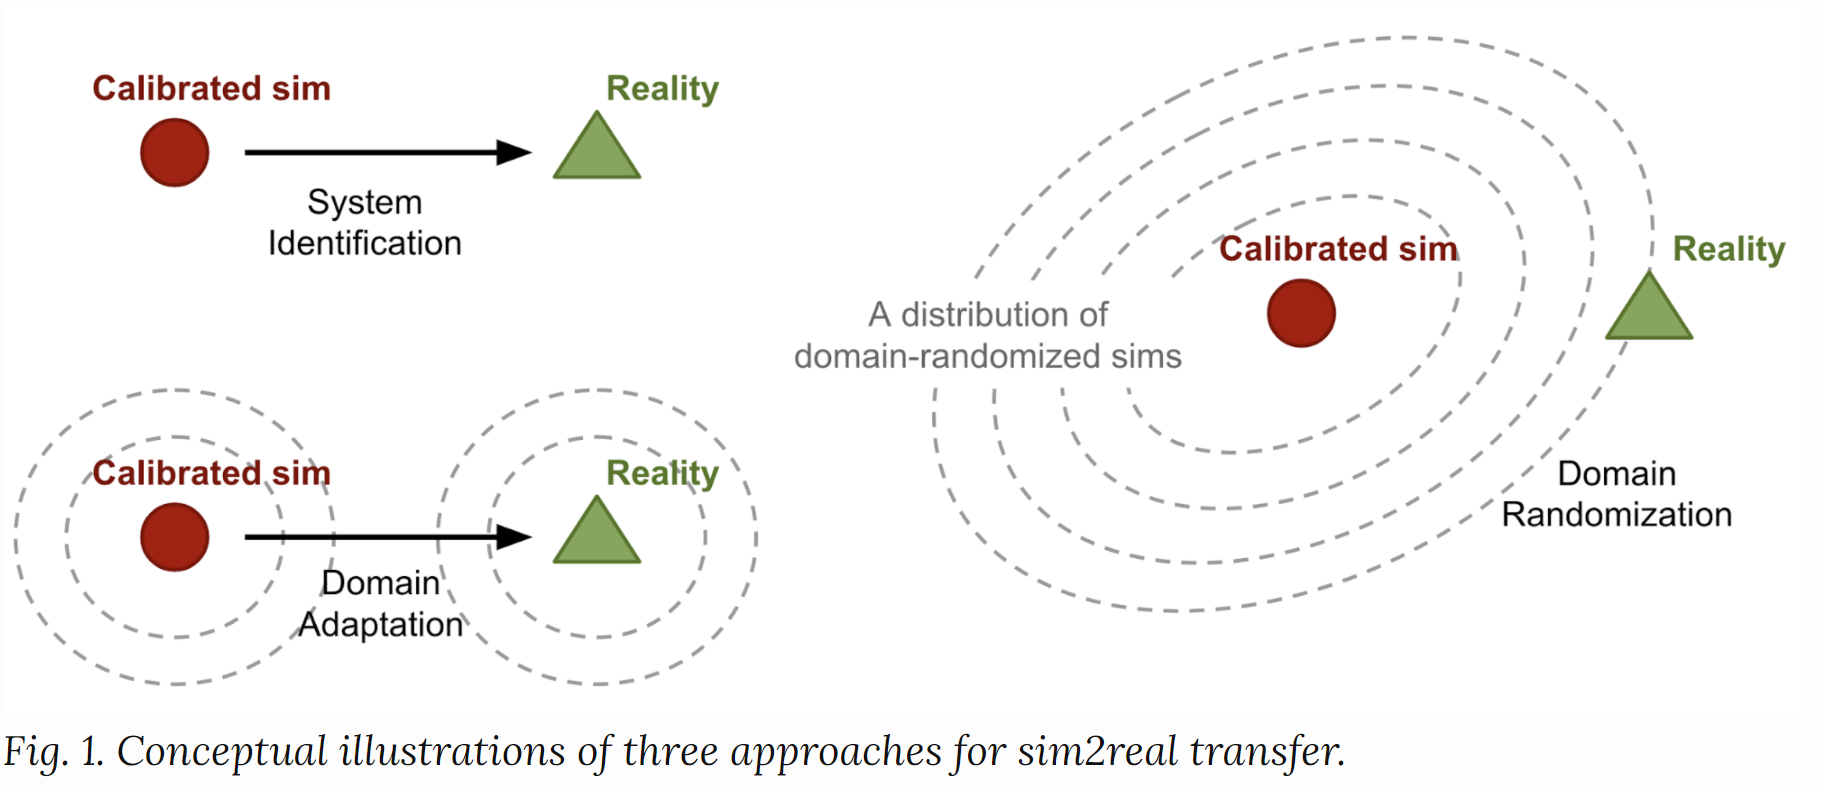 Calibrated sim
Reality
System
Identification
Calibrated sim
Reality
Domain
Adaptation
Calibrated sim
Reality
A distribution of
domain-randomized sims
Domain
Randomization
Fig. 1. Conceptual illustrations of three approaches for sim2real transfer.